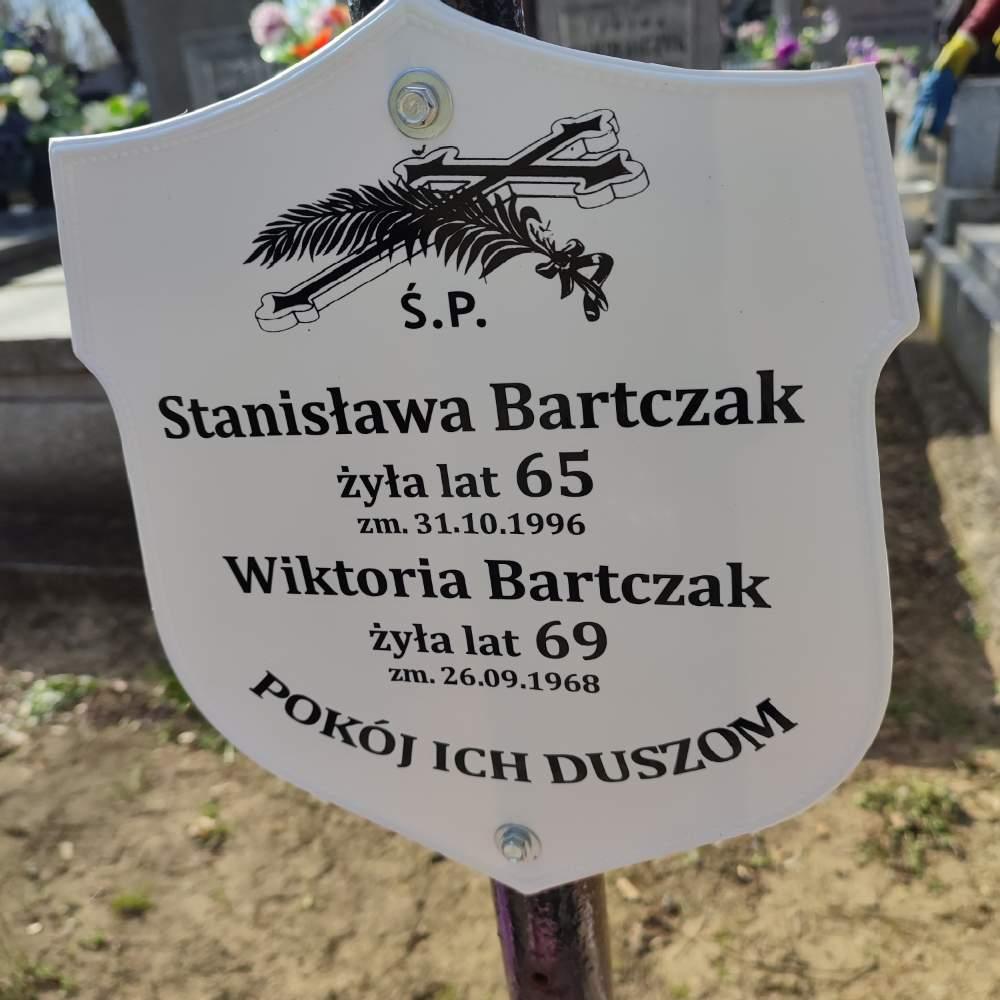 Ś.P.
Stanisława Bartczak
żyła lat 65
zm. 31.10.1996
Wiktoria Bartczak
żyła lat 69
zm. 26.09.1968
POKÓJ ICH DUSZOM